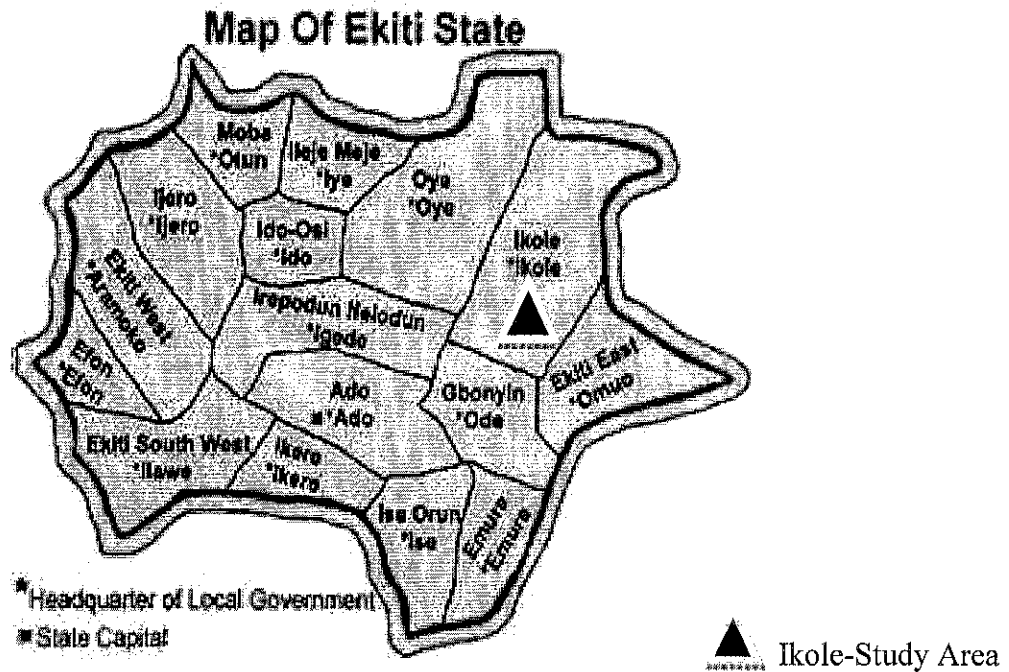 Map Of Ekiti State
Moba
*Otun
Ileje Meje
*Iye
Oye
*Oye
Ijero
*Ijero
Ido-Osi
*Ido
Ikole
*Ikole
Ekiti West
*Aramoko
Irepodun Ifelodun
*Igede
Efon
*Efon
Ado
*Ado
Gbonyin
*Ode
Ekiti East
*Omuo
Ekiti South West
*Ilawe
Ikere
*Ikere
Ise Orun
*Ise
Emure
*Emure
*Headquarter of Local Government
State Capital
Ikole-Study Area